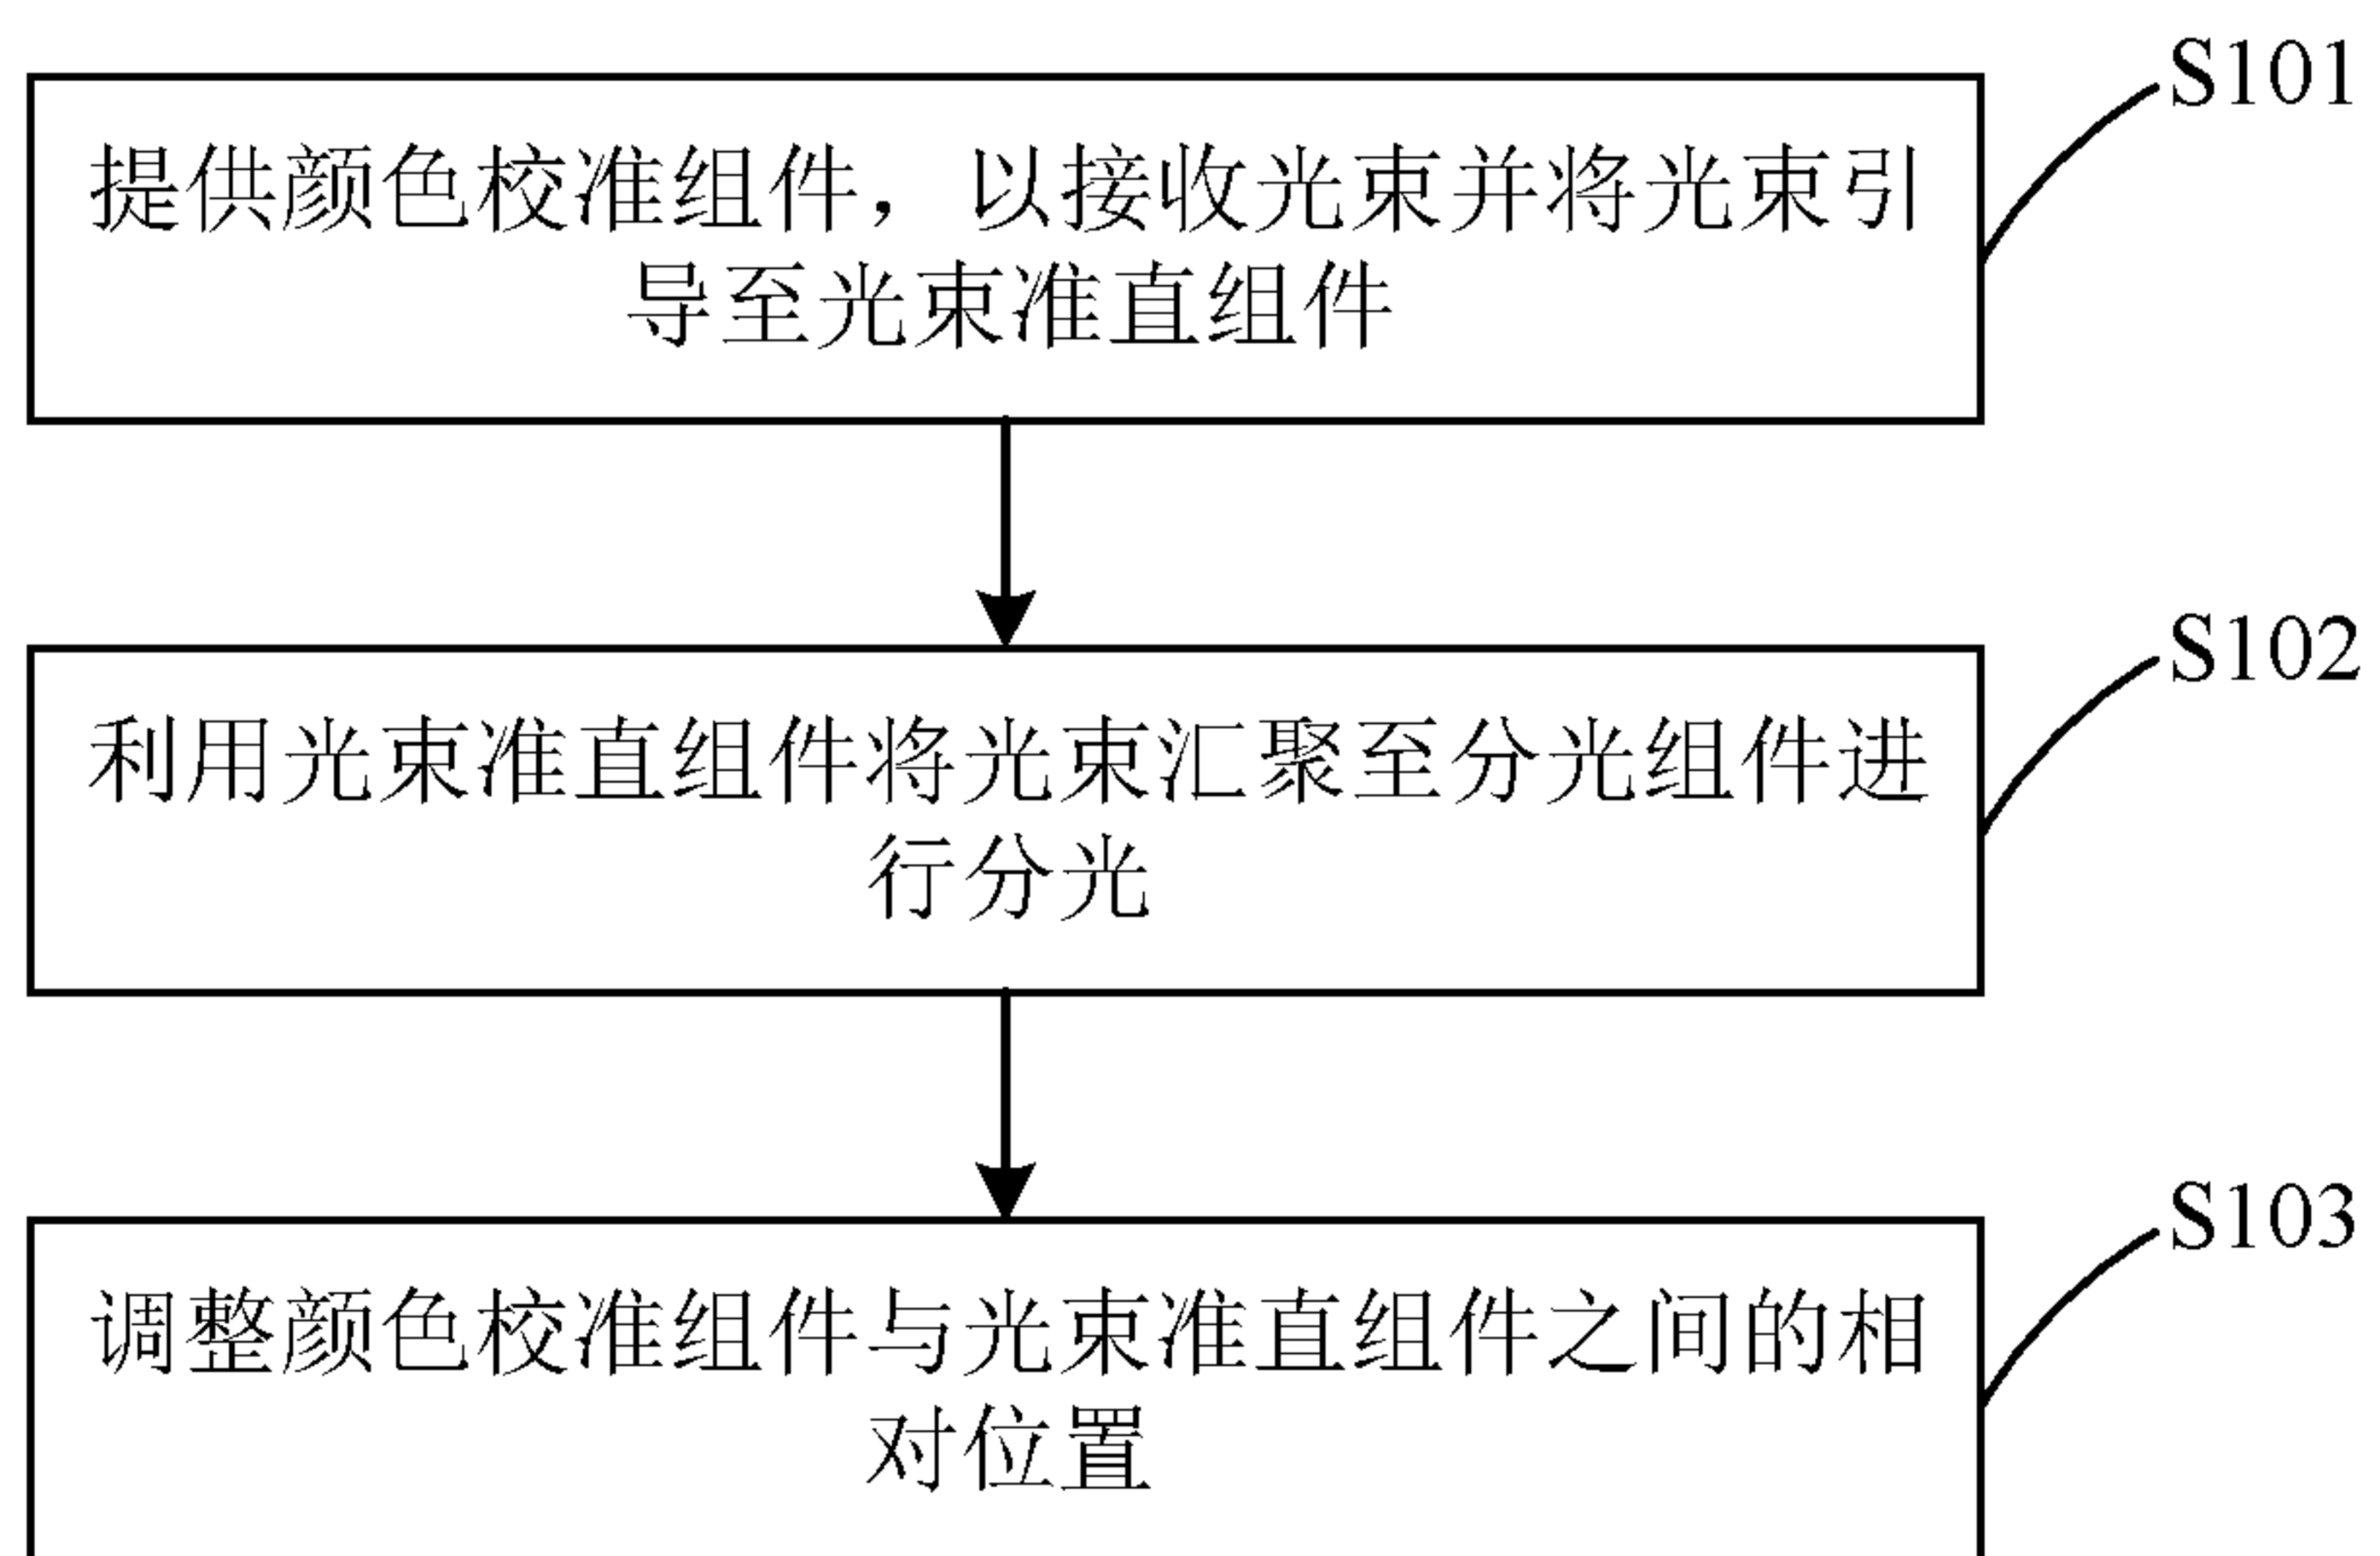 S101
提供颜色校准组件，以接收光束并将光束引
导至光束准直组件
S102
利用光束准直组件将光束汇聚至分光组件进
行分光
S103
调整颜色校准组件与光束准直组件之间的相
对位置